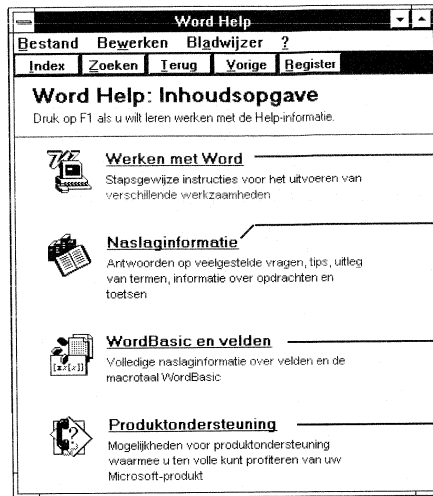 Word Help
Bestand Bewerken Bladwijzer ?
Index Zoeken Terug Vorige Register
Word Help: Inhoudsopgave
Druk op F1 als u wilt leren werken met de Help-informatie.
Werken met Word
Stapsgewijze instructies voor het uitvoeren van
verschillende werkzaamheden
Naslaginformatie
Antwoorden op veelgestelde vragen, tips, uitleg
van termen, informatie over opdrachten en
toetsen
WordBasic en velden
Volledige naslaginformatie over velden en de
macrotaal WordBasic
Produktondersteuning
Mogelijkheden voor produktondersteuning
waarmee u ten volle kunt profiteren van uw
Microsoft-produkt